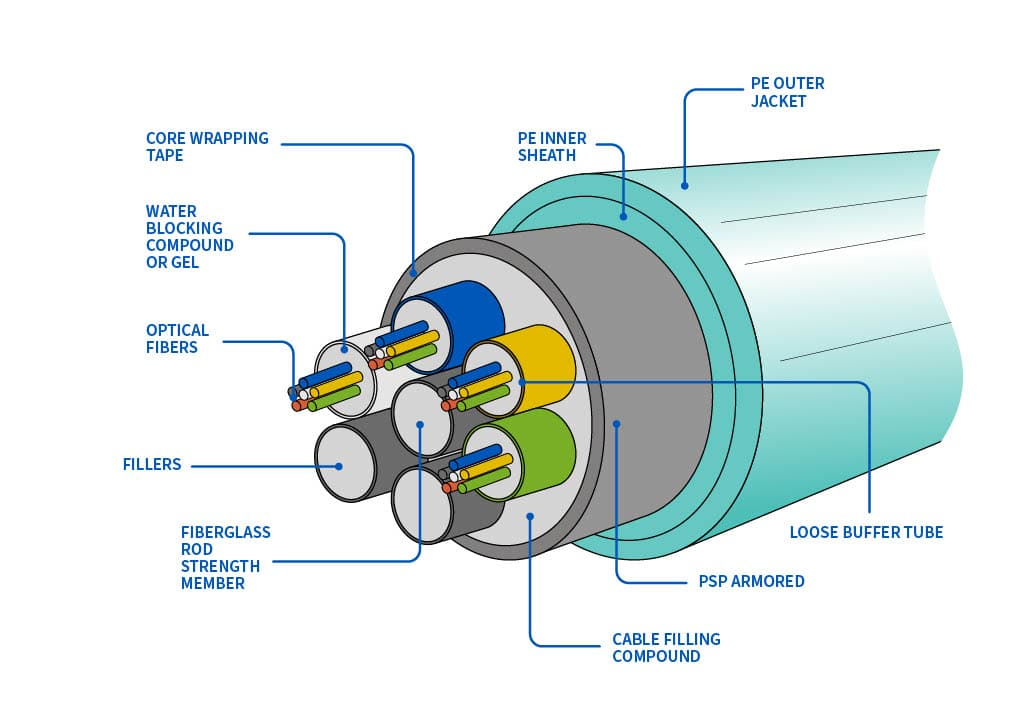 PE OUTER
JACKET
CORE WRAPPING
TAPE
PE INNER
SHEATH
WATER
BLOCKING
COMPOUND
OR GEL
OPTICAL
FIBERS
FILLERS
FIBERGLASS
ROD
STRENGTH
MEMBER
LOOSE BUFFER TUBE
PSP ARMORED
CABLE FILLING
COMPOUND